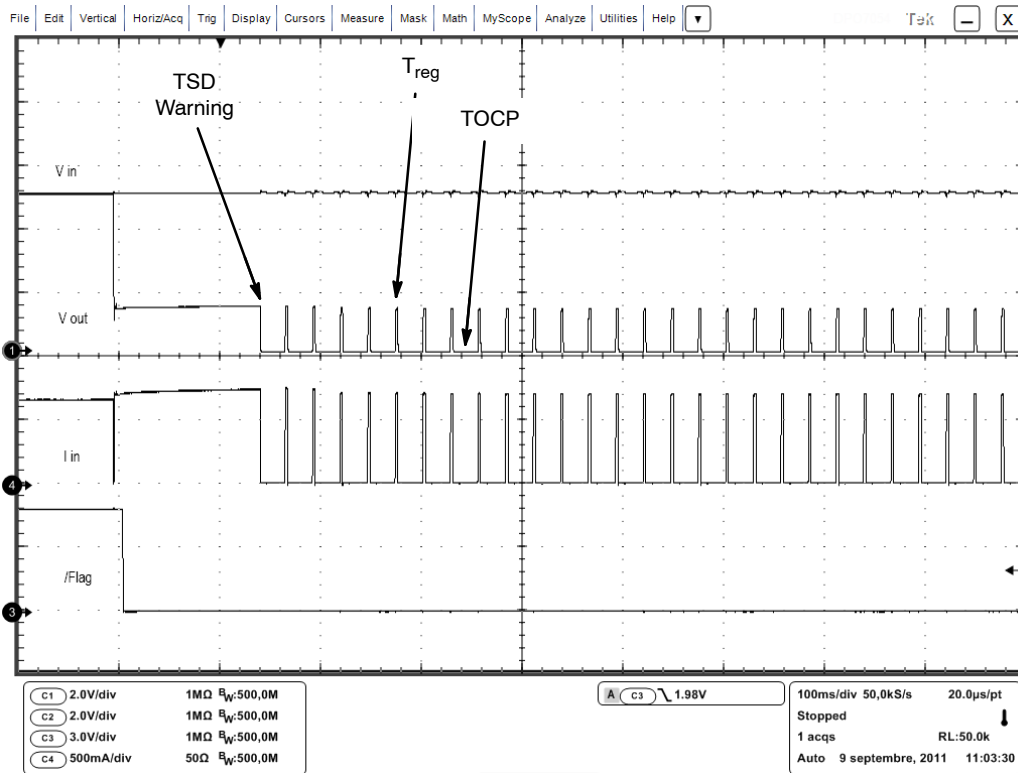 File Edit Vertical Horiz/Acq Trig Display Cursors Measure Mask Math MyScope Analyze Utilities Help ▼ Tek – X
Treg
TSD
Warning
TOCP
V in
V out
1
I in
4
/Flag
3
C1 2.0V/div 1MΩ BW:500,0M
C2 2.0V/div 1MΩ BW:500,0M
C3 3.0V/div 1MΩ BW:500,0M
C4 500mA/div 50Ω BW:500,0M
A C3 1.98V
100ms/div 50,0kS/s 20.0µs/pt
Stopped
1 acqs RL:50.0k
Auto 9 septembre, 2011 11:03:30